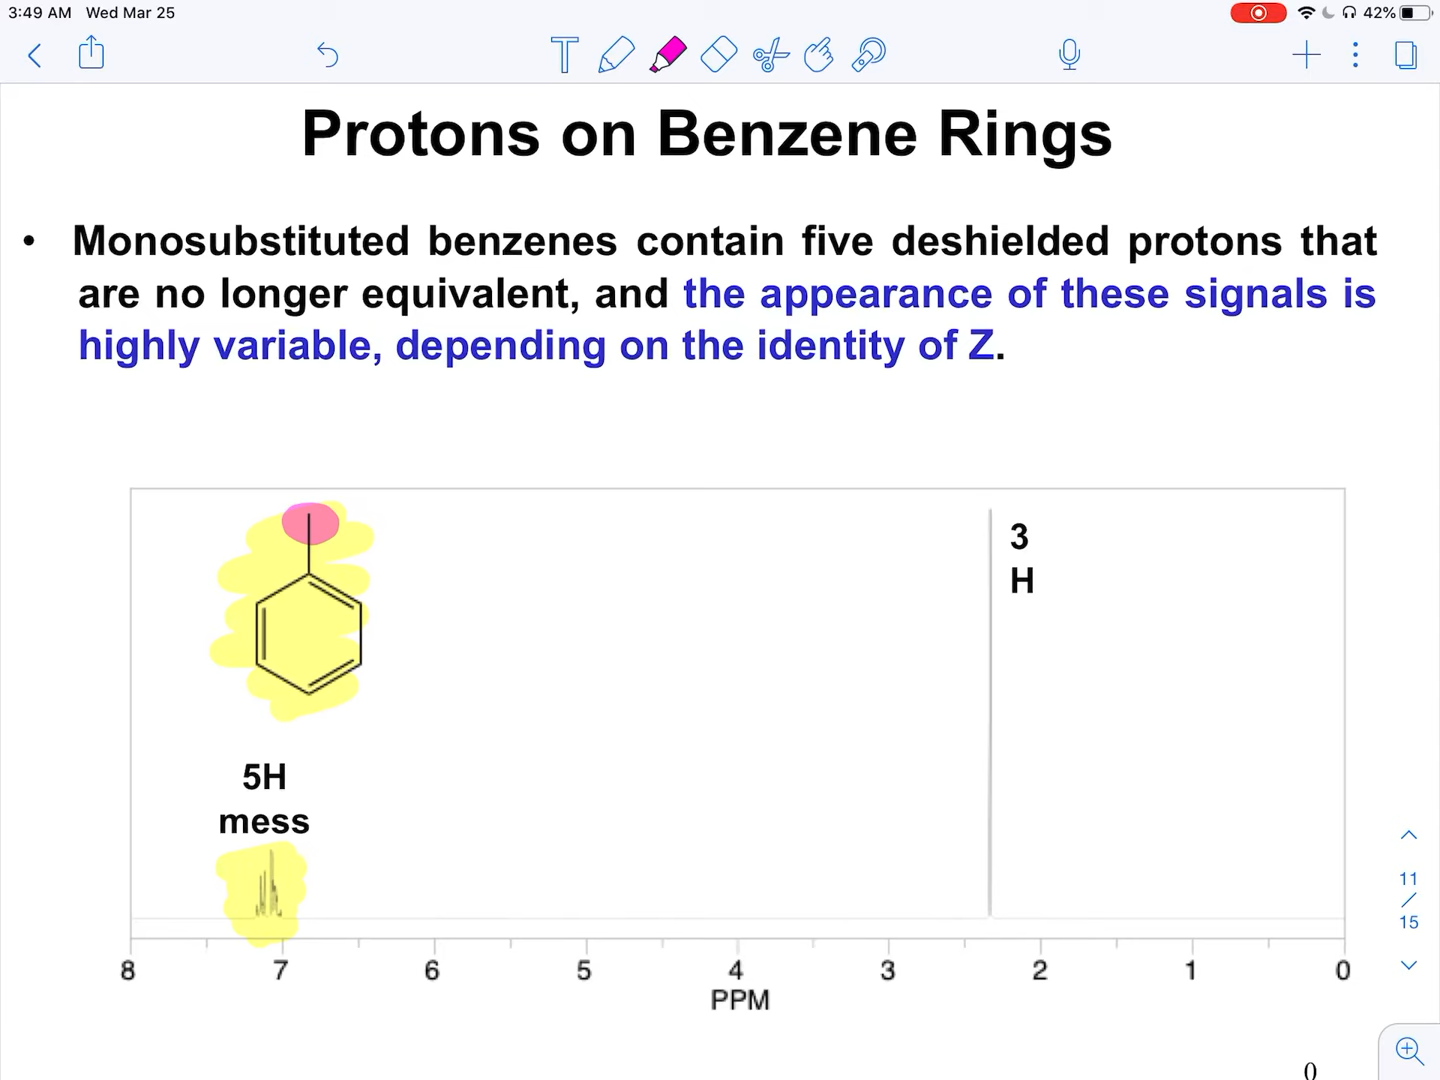 3:49 AM Wed Mar 25
42%
T
Protons on Benzene Rings
• Monosubstituted benzenes contain five deshielded protons that
are no longer equivalent, and the appearance of these signals is
highly variable, depending on the identity of Z.
3
H
5H
mess
11
/
15
8 7 6 5 4 3 2 1 0
PPM
0